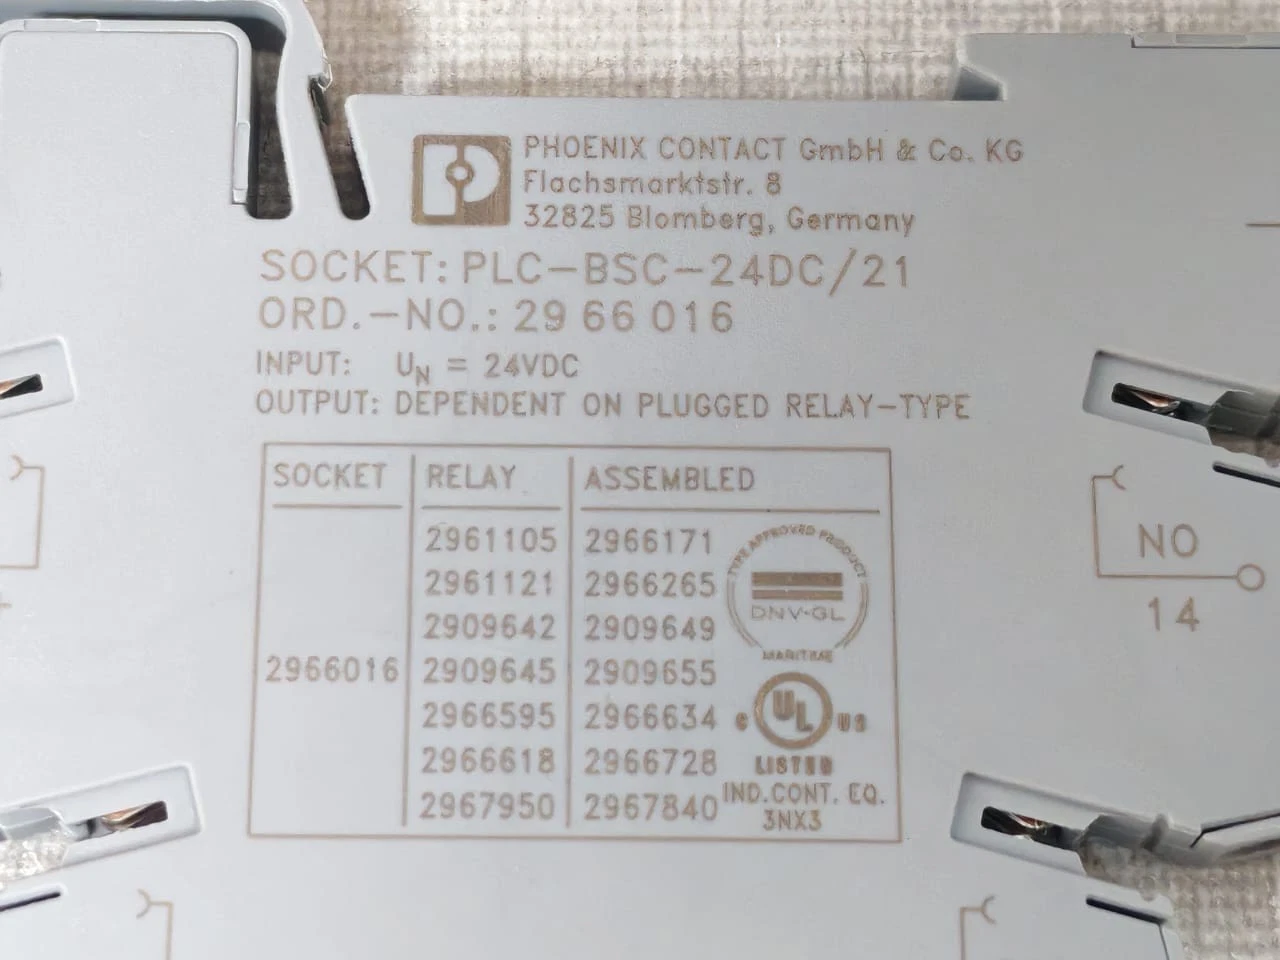 PHOENIX CONTACT GmbH & Co. KG
Flachsmarktstr. 8
32825 Blomberg, Germany
SOCKET: PLC-BSC-24DC/21
ORD.-NO.: 29 66 016
INPUT: UN = 24VDC
OUTPUT: DEPENDENT ON PLUGGED RELAY-TYPE
SOCKET RELAY ASSEMBLED
2961105 2966171
2961121 2966265
2909642 2909649
2966016 2909645 2909655
2966595 2966634
2966618 2966728
2967950 2967840
TYPE APPROVED PRODUCT
DNV·GL
MARITIME
C UL US
LISTED
IND.CONT. EQ.
3NX3
NO
14